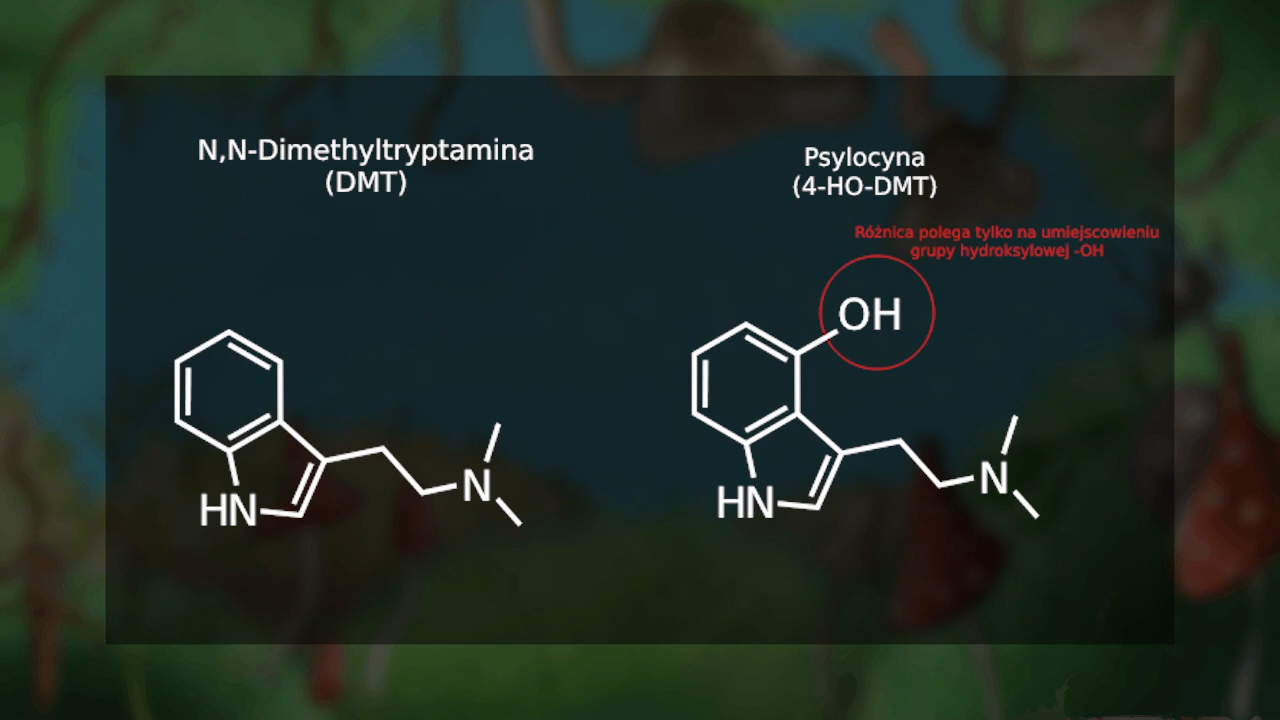 N,N-Dimethyltryptamina
(DMT)
Psylocyna
(4-HO-DMT)
Różnica polega tylko na umiejscowieniu
grupy hydroksylowej -OH
OH
HN
N
HN
N